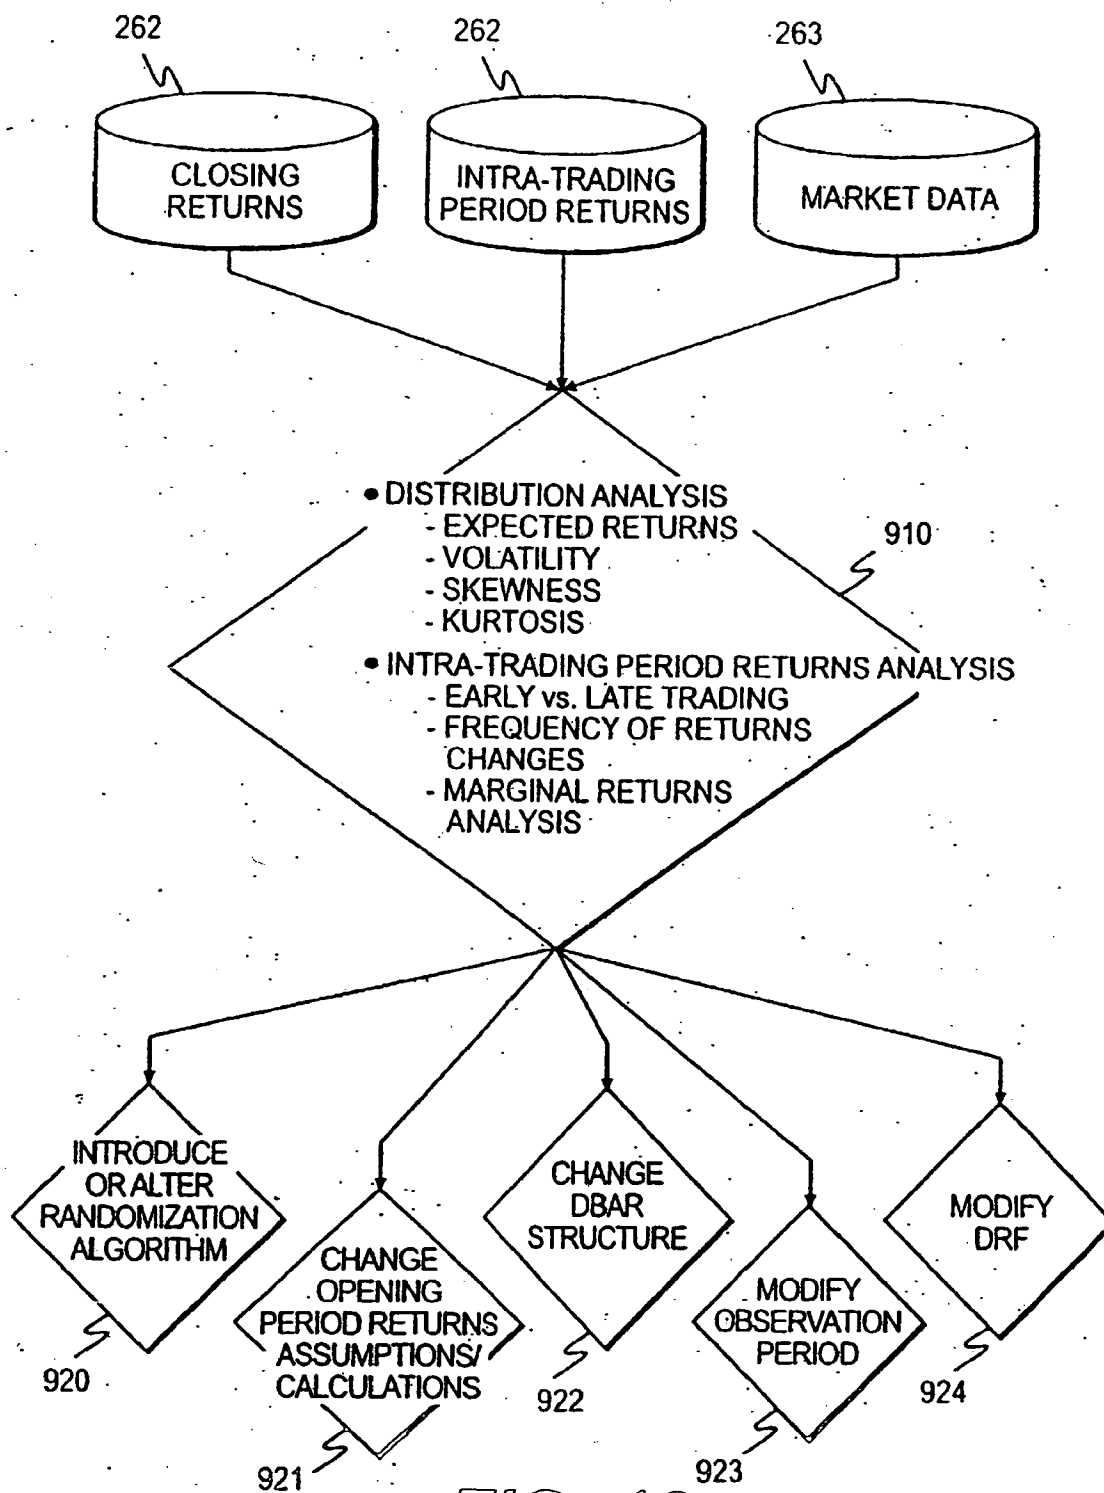 262
262
263
CLOSING
RETURNS
INTRA-TRADING
PERIOD RETURNS
MARKET DATA
• DISTRIBUTION ANALYSIS
- EXPECTED RETURNS
- VOLATILITY
- SKEWNESS
- KURTOSIS
910
• INTRA-TRADING PERIOD RETURNS ANALYSIS
- EARLY vs. LATE TRADING
- FREQUENCY OF RETURNS
CHANGES
- MARGINAL RETURNS
ANALYSIS
INTRODUCE
OR ALTER
RANDOMIZATION
ALGORITHM
920
CHANGE
OPENING
PERIOD RETURNS
ASSUMPTIONS/
CALCULATIONS
921
CHANGE
DBAR
STRUCTURE
922
MODIFY
OBSERVATION
PERIOD
923
MODIFY
DRF
924